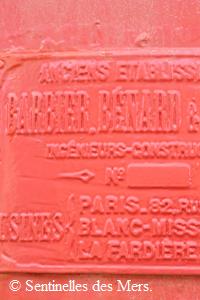 ANCIENS ETABLISS
BARBIER, BÉNARD &
INGÉNIEURS-CONSTRU
Nº
PARIS. 82, RU
USINES BLANC-MISS
LA FARDIÈRE
© Sentinelles des Mers.